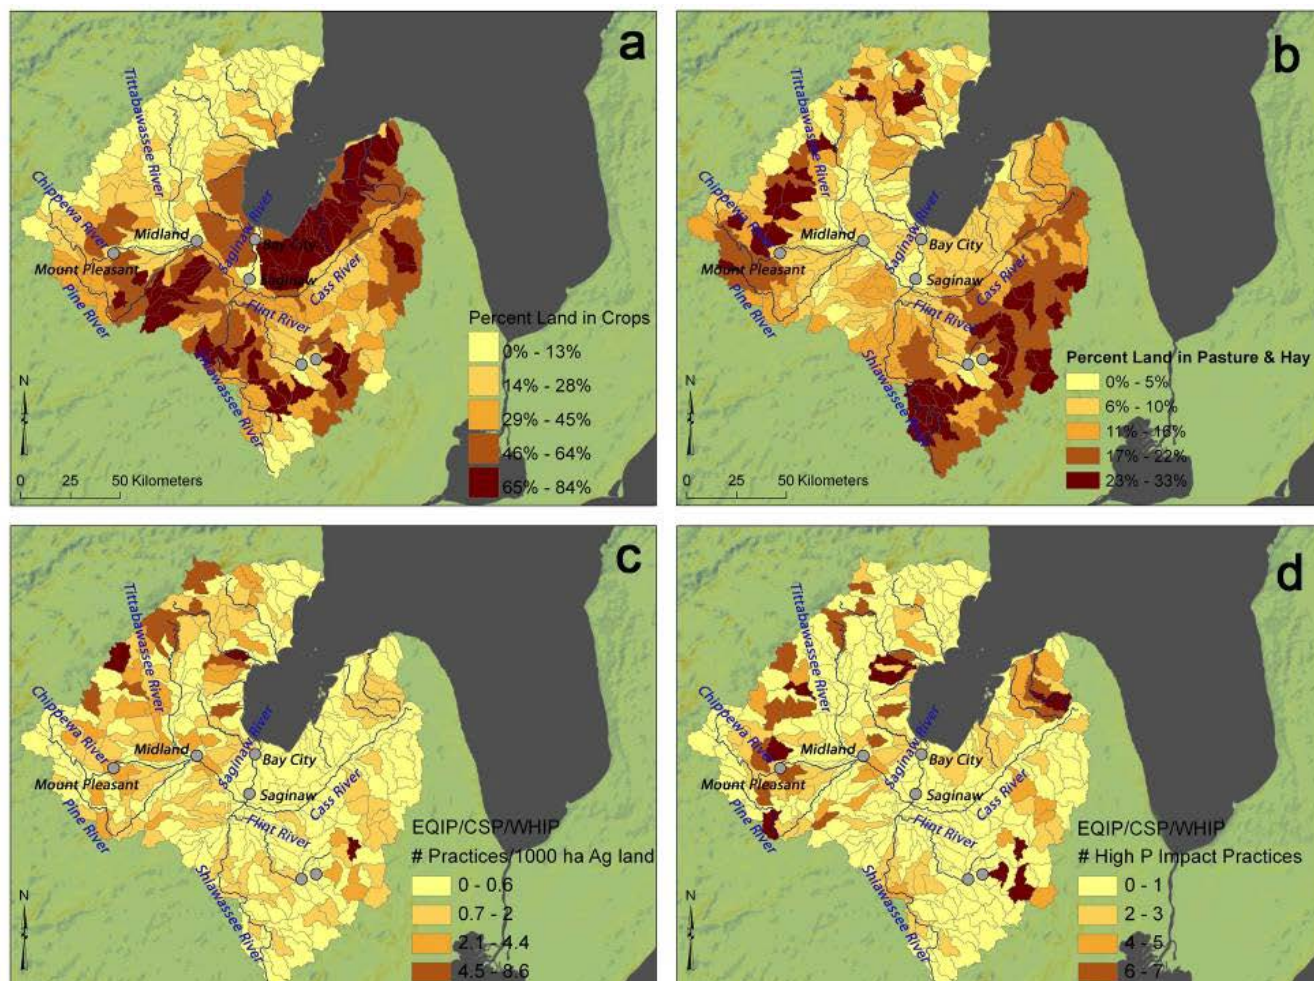 a
Tittabawassee River
Chippewa River
Midland
Saginaw River
Bay City
Mount Pleasant
Saginaw
Cass River
Pine River
Flint River
Shiawassee River
Percent Land in Crops
0% - 13%
14% - 28%
29% - 45%
46% - 64%
65% - 84%
N
0 25 50 Kilometers
b
Tittabawassee River
Chippewa River
Midland
Saginaw River
Bay City
Mount Pleasant
Saginaw
Cass River
Pine River
Flint River
Shiawassee
Percent Land in Pasture & Hay
0% - 5%
6% - 10%
11% - 16%
17% - 22%
23% - 33%
N
0 25 50 Kilometers
c
Tittabawassee River
Chippewa River
Midland
Saginaw River
Bay City
Mount Pleasant
Saginaw
Cass River
Pine River
Flint River
Shiawassee River
EQIP/CSP/WHIP
# Practices/1000 ha Ag land
0 - 0.6
0.7 - 2
2.1 - 4.4
4.5 - 8.6
N
d
Tittabawassee River
Chippewa River
Midland
Saginaw River
Bay City
Mount Pleasant
Saginaw
Cass River
Pine River
Flint River
Shiawassee River
EQIP/CSP/WHIP
# High P Impact Practices
0 - 1
2 - 3
4 - 5
6 - 7
N